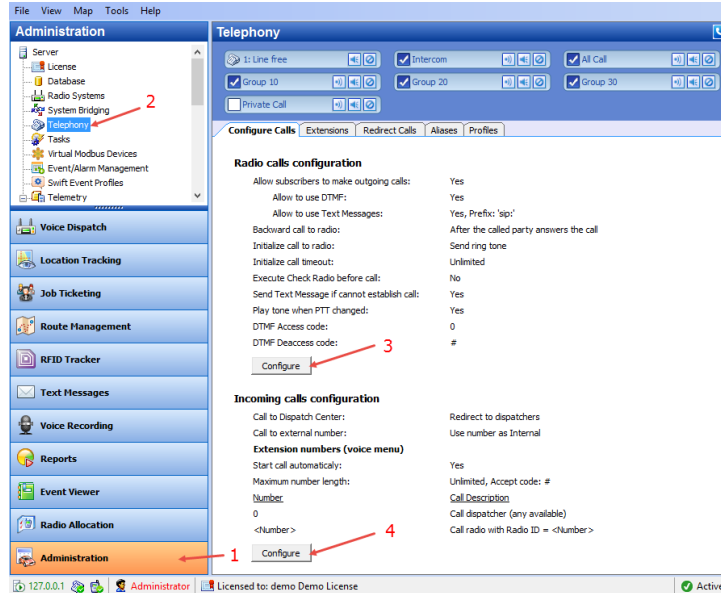 File View Map Tools Help
Administration
Server
License
Database
Radio Systems
System Bridging
Telephony
Tasks
Virtual Modbus Devices
Event/Alarm Management
Swift Event Profiles
Telemetry
2
Voice Dispatch
Location Tracking
Job Ticketing
Route Management
RFID Tracker
Text Messages
Voice Recording
Reports
Event Viewer
Radio Allocation
Administration
1
Telephony
1: Line free Intercom All Call
Group 10 Group 20 Group 30
Private Call
Configure Calls Extensions Redirect Calls Aliases Profiles
Radio calls configuration
Allow subscribers to make outgoing calls: Yes
Allow to use DTMF: Yes
Allow to use Text Messages: Yes, Prefix: 'sip:'
Backward call to radio: After the called party answers the call
Initialize call to radio: Send ring tone
Initialize call timeout: Unlimited
Execute Check Radio before call: No
Send Text Message if cannot establish call: Yes
Play tone when PTT changed: Yes
DTMF Access code: 0
DTMF Deaccess code: #
3
Configure
Incoming calls configuration
Call to Dispatch Center: Redirect to dispatchers
Call to external number: Use number as Internal
Extension numbers (voice menu)
Start call automaticaly: Yes
Maximum number length: Unlimited, Accept code: #
Number Call Description
0 Call dispatcher (any available)
<Number> Call radio with Radio ID = <Number>
4
Configure
127.0.0.1 Administrator Licensed to: demo Demo License Active